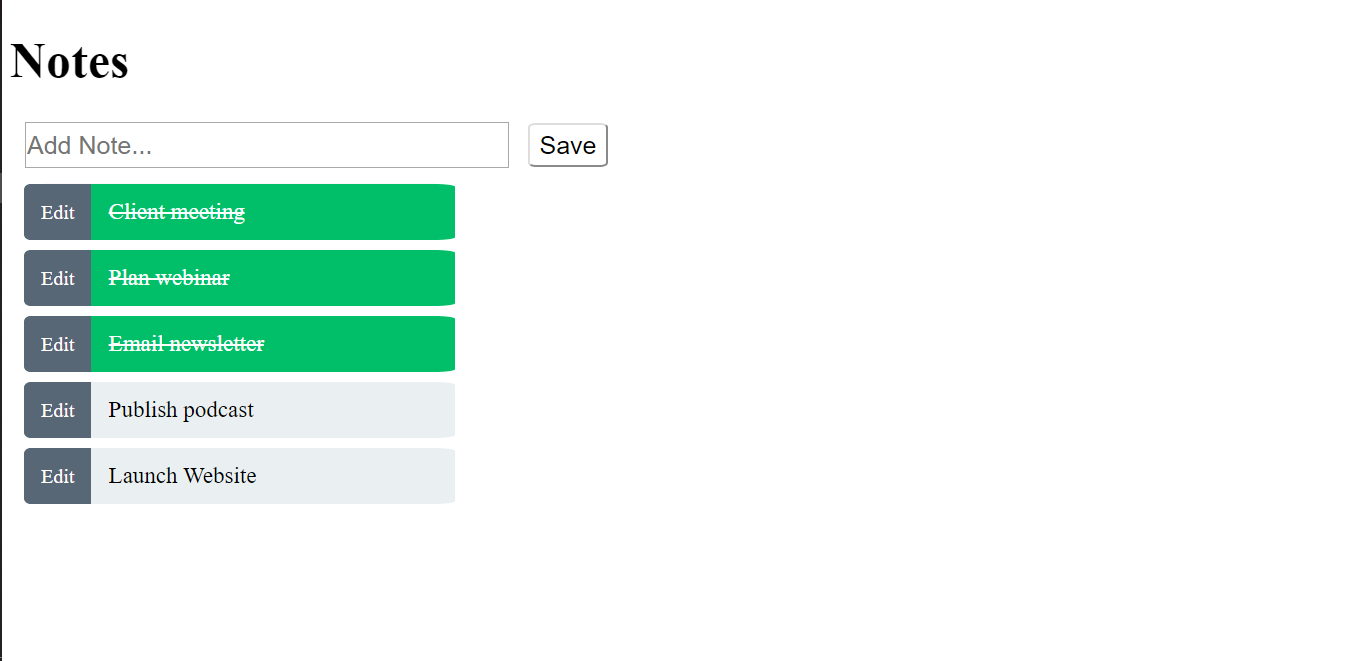 Notes
Add Note... Save
Edit Client meeting
Edit Plan webinar
Edit Email newsletter
Edit Publish podcast
Edit Launch Website